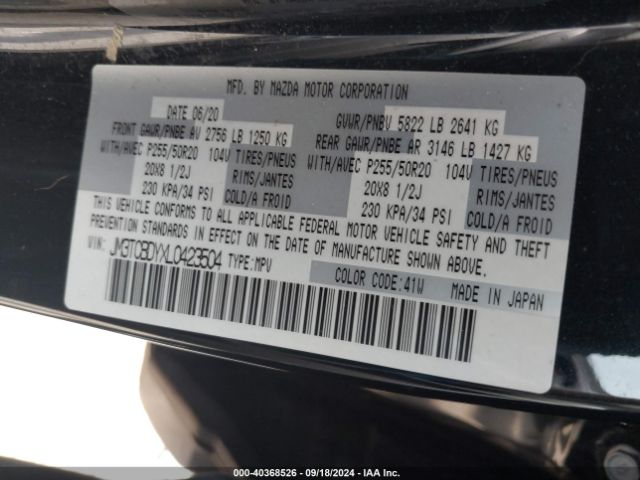 MFD. BY MAZDA MOTOR CORPORATION
DATE 06/20 GVWR/PNBV 5822 LB 2641 KG
FRONT GAWR/PNBE AV 2756 LB 1250 KG REAR GAWR/PNBE AR 3146 LB 1427 KG
WITH/AVEC P255/50R20 104V TIRES/PNEUS WITH/AVEC P255/50R20 104V TIRES/PNEUS
20X8 1/2J RIMS/JANTES 20X8 1/2J RIMS/JANTES
230 KPA/34 PSI COLD/A FROID 230 KPA/34 PSI COLD/A FROID
THIS VEHICLE CONFORMS TO ALL APPLICABLE FEDERAL MOTOR VEHICLE SAFETY AND THEFT
PREVENTION STANDARDS IN EFFECT ON THE DATE OF MANUFACTURE SHOWN ABOVE.
VIN: JM3TCBDYXL0423504 TYPE:MPV
COLOR CODE:41W MADE IN JAPAN
000-40368526 - 09/18/2024 - IAA Inc.